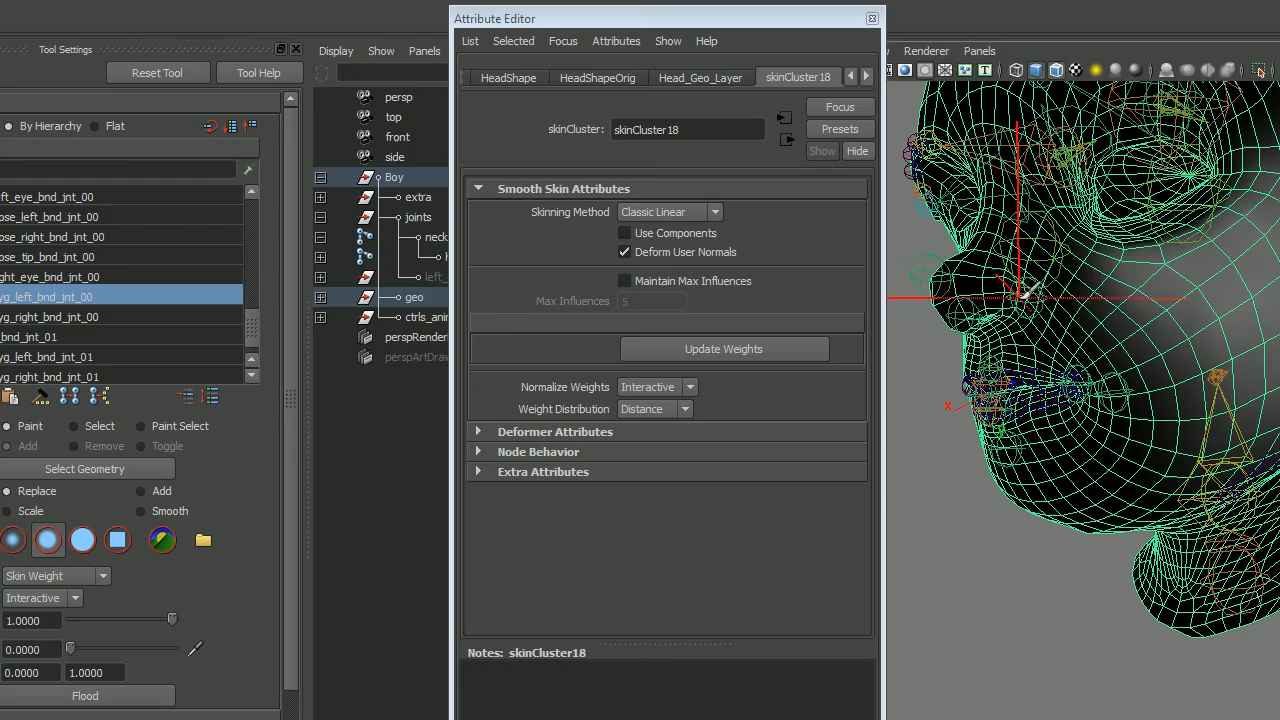 Attribute Editor
List Selected Focus Attributes Show Help
HeadShape HeadShapeOrig Head_Geo_Layer skinCluster18
Focus
skinCluster: skinCluster18
Presets
Show Hide
Smooth Skin Attributes
Skinning Method Classic Linear
Use Components
Deform User Normals
Maintain Max Influences
Max Influences 5
Update Weights
Normalize Weights Interactive
Weight Distribution Distance
Deformer Attributes
Node Behavior
Extra Attributes
Notes: skinCluster18
Tool Settings
Reset Tool Tool Help
By Hierarchy Flat
ft_eye_bnd_jnt_00
ose_left_bnd_jnt_00
ose_right_bnd_jnt_00
ose_tip_bnd_jnt_00
ght_eye_bnd_jnt_00
yg_left_bnd_jnt_00
yg_right_bnd_jnt_00
_bnd_jnt_01
yg_left_bnd_jnt_01
yg_right_bnd_jnt_01
Paint Select Paint Select
Add Remove Toggle
Select Geometry
Replace Add
Scale Smooth
Skin Weight
Interactive
1.0000
0.0000
0.0000 1.0000
Flood
Display Show Panels
persp
top
front
side
Boy
extra
joints
neck
left_
geo
ctrls_ani
perspRender
perspArtDraw
Renderer Panels
T
x